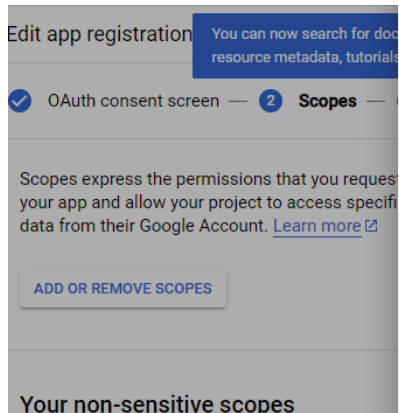 Edit app registration
You can now search for doc
resource metadata, tutorials
OAuth consent screen — 2 Scopes —
Scopes express the permissions that you request
your app and allow your project to access specifi
data from their Google Account. Learn more
ADD OR REMOVE SCOPES
Your non-sensitive scopes